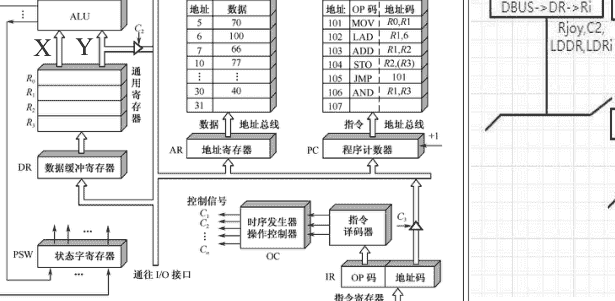 ALU
X Y
C₂
R₀
R₁
R₂
R₃
通用寄存器
DR 数据缓冲寄存器
PSW 状态字寄存器
地址 数据
5 70
6 100
7 66
10 77
⋮ ⋮
30 40
31
数据 地址总线
AR 地址寄存器
地址 OP码 地址码
101 MOV R0,R1
102 LAD R1,6
103 ADD R1,R2
104 STO R2,(R3)
105 JMP 101
106 AND R1,R3
107
指令 地址总线
PC 程序计数器 +1
控制信号
C₁
C₂
⋮
Cₙ
时序发生器
操作控制器
OC
指令
译码器
C₃
IR OP码 地址码
指令寄存器
通往I/O接口
DBUS->DR->Ri
Rjoy,C2,
LDDR,LDRi